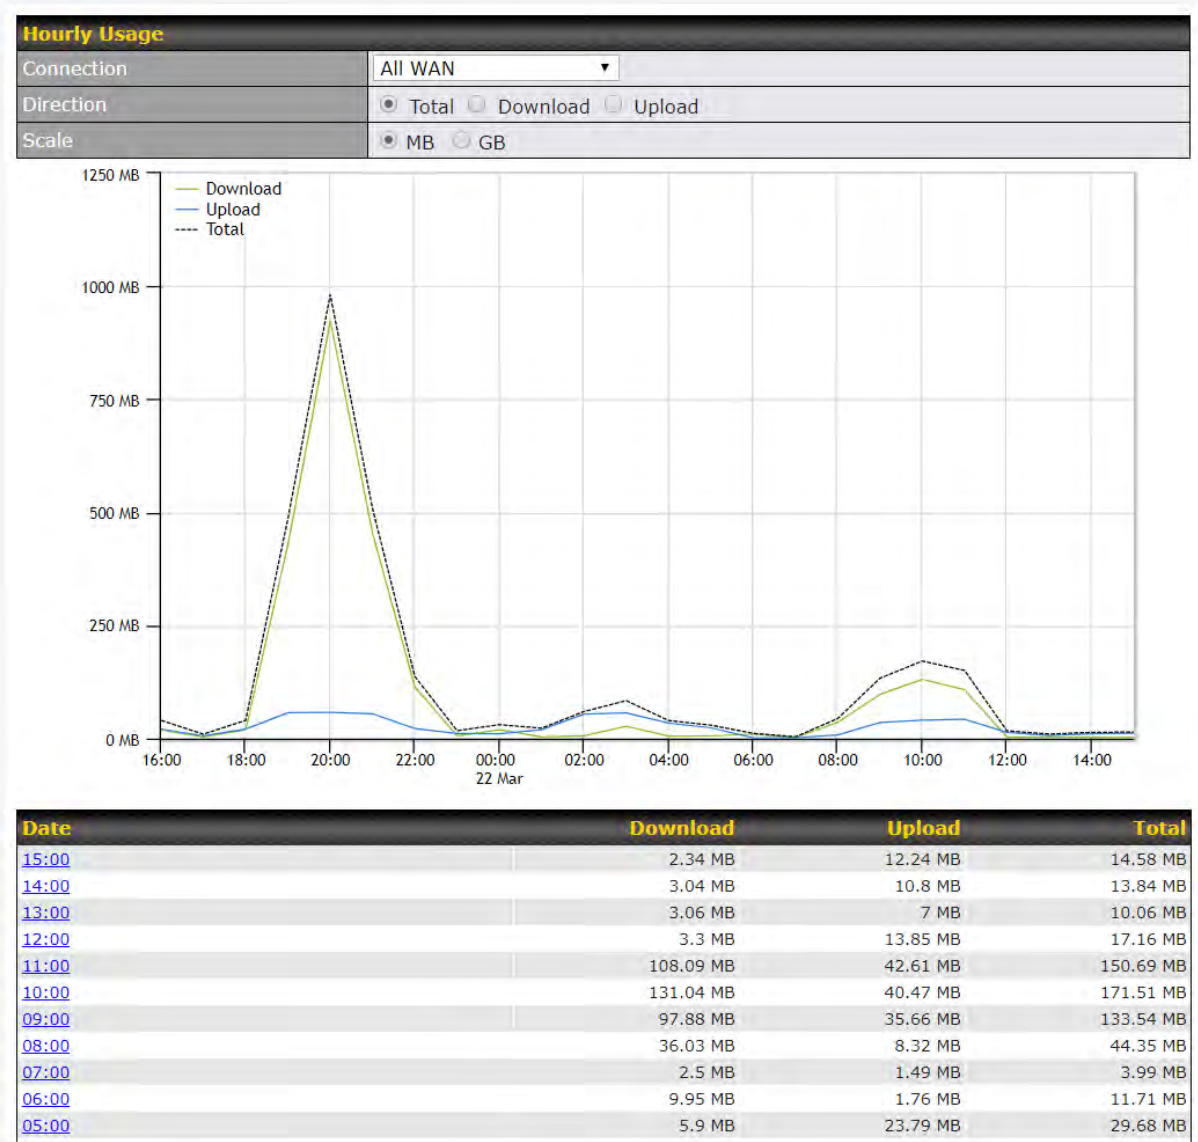 Hourly Usage
Connection All WAN
Direction Total Download Upload
Scale MB GB
1250 MB
Download
Upload
Total
1000 MB
750 MB
500 MB
250 MB
0 MB
16:00 18:00 20:00 22:00 00:00 02:00 04:00 06:00 08:00 10:00 12:00 14:00
22 Mar
Date Download Upload Total
15:00 2.34 MB 12.24 MB 14.58 MB
14:00 3.04 MB 10.8 MB 13.84 MB
13:00 3.06 MB 7 MB 10.06 MB
12:00 3.3 MB 13.85 MB 17.16 MB
11:00 108.09 MB 42.61 MB 150.69 MB
10:00 131.04 MB 40.47 MB 171.51 MB
09:00 97.88 MB 35.66 MB 133.54 MB
08:00 36.03 MB 8.32 MB 44.35 MB
07:00 2.5 MB 1.49 MB 3.99 MB
06:00 9.95 MB 1.76 MB 11.71 MB
05:00 5.9 MB 23.79 MB 29.68 MB